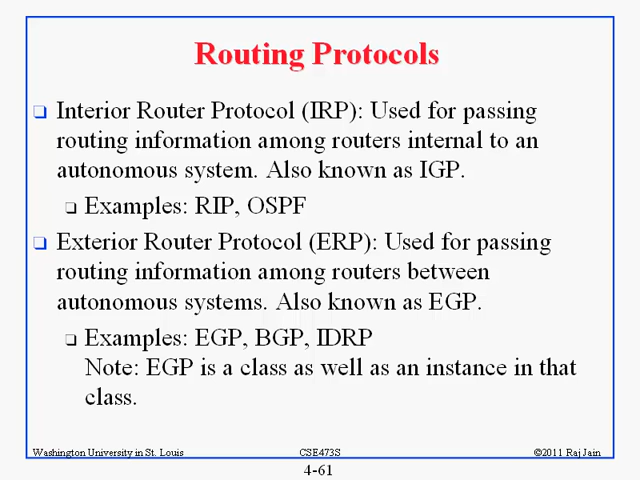 Routing Protocols
❑ Interior Router Protocol (IRP): Used for passing
routing information among routers internal to an
autonomous system. Also known as IGP.
❑ Examples: RIP, OSPF
❑ Exterior Router Protocol (ERP): Used for passing
routing information among routers between
autonomous systems. Also known as EGP.
❑ Examples: EGP, BGP, IDRP
Note: EGP is a class as well as an instance in that
class.
Washington University in St. Louis CSE473S ©2011 Raj Jain
4-61